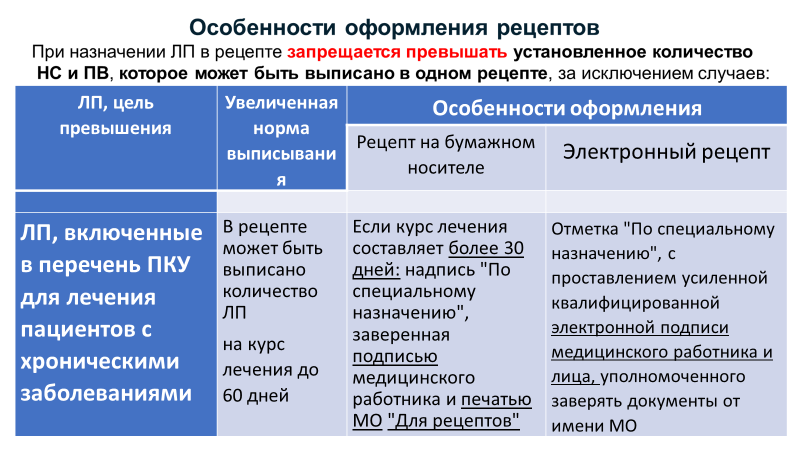 Особенности оформления рецептов
При назначении ЛП в рецепте запрещается превышать установленное количество
НС и ПВ, которое может быть выписано в одном рецепте, за исключением случаев:
ЛП, цель
превышения
Увеличенная
норма
выписывани
я
Особенности оформления
Рецепт на бумажном
носителе
Электронный рецепт
ЛП, включенные
в перечень ПКУ
для лечения
пациентов с
хроническими
заболеваниями
В рецепте
может быть
выписано
количество
ЛП
на курс
лечения до
60 дней
Если курс лечения
составляет более 30
дней: надпись "По
специальному
назначению",
заверенная
подписью
медицинского
работника и печатью
МО "Для рецептов"
Отметка "По специальному
назначению", с
проставлением усиленной
квалифицированной
электронной подписи
медицинского работника и
лица, уполномоченного
заверять документы от
имени МО